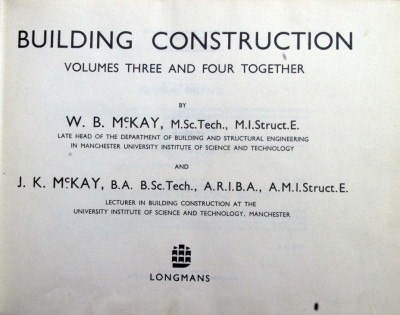 BUILDING CONSTRUCTION
VOLUMES THREE AND FOUR TOGETHER
BY
W. B. McKAY, M.Sc.Tech., M.I.Struct.E.
LATE HEAD OF THE DEPARTMENT OF BUILDING AND STRUCTURAL ENGINEERING
IN MANCHESTER UNIVERSITY INSTITUTE OF SCIENCE AND TECHNOLOGY
AND
J. K. McKAY, B.A. B.Sc.Tech., A.R.I.B.A., A.M.I.Struct.E.
LECTURER IN BUILDING CONSTRUCTION AT THE
UNIVERSITY INSTITUTE OF SCIENCE AND TECHNOLOGY, MANCHESTER
LONGMANS